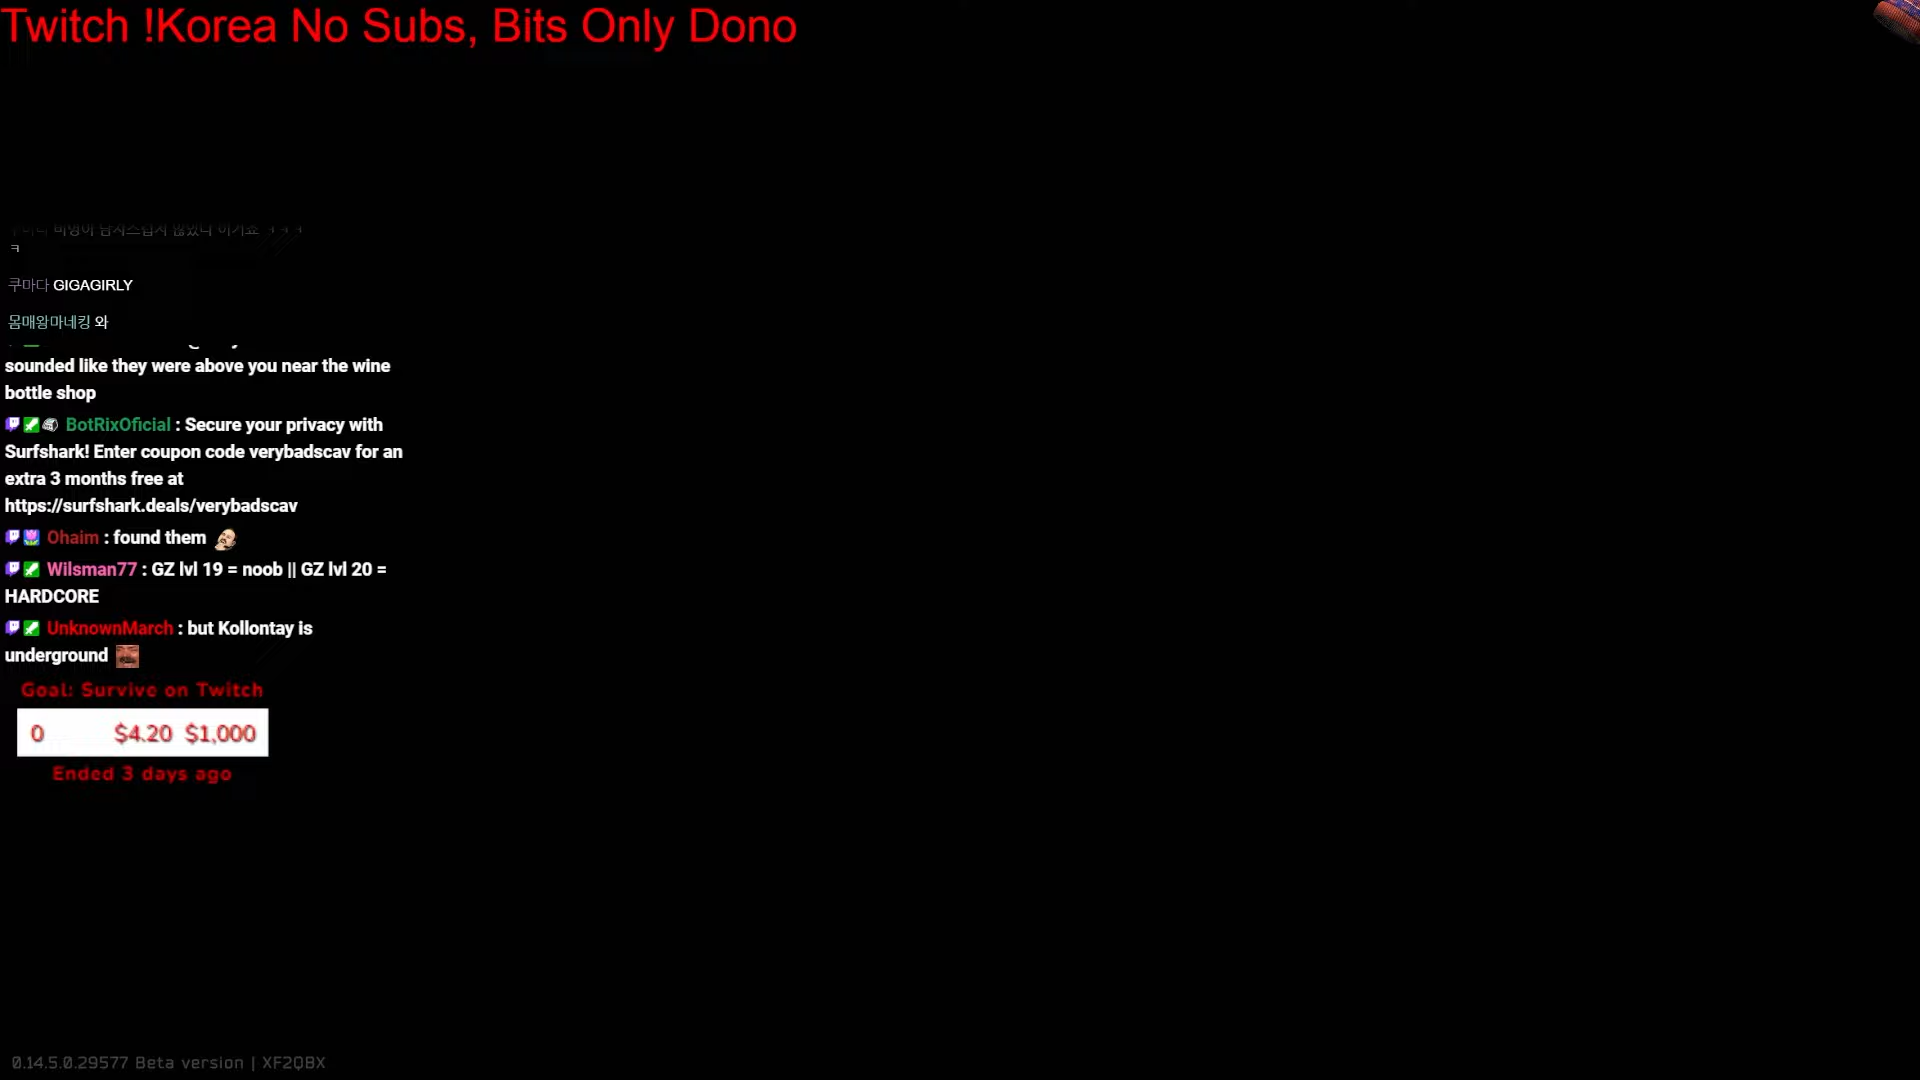 Twitch !Korea No Subs, Bits Only Dono
ㅋ
쿠마다 GIGAGIRLY
몸매왕마네킹 와
sounded like they were above you near the wine
bottle shop
BotRixOficial : Secure your privacy with
Surfshark! Enter coupon code verybadscav for an
extra 3 months free at
https://surfshark.deals/verybadscav
Ohaim : found them
Wilsman77 : GZ lvl 19 = noob || GZ lvl 20 =
HARDCORE
UnknownMarch : but Kollontay is
underground
Goal: Survive on Twitch
0 $4.20 $1,000
Ended 3 days ago
0.14.5.0.29577 Beta version | XF2QBX